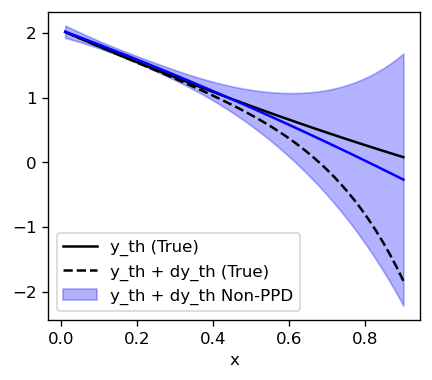 2
1
0
−1
−2
y_th (True)
y_th + dy_th (True)
y_th + dy_th Non-PPD
0.0 0.2 0.4 0.6 0.8
x